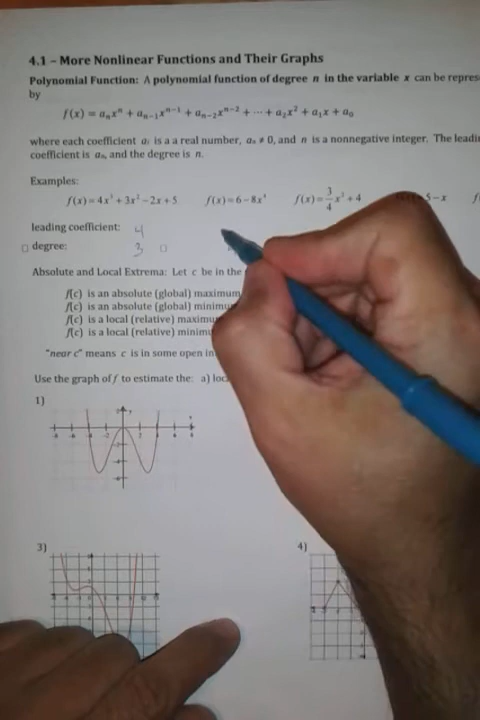 4.1 – More Nonlinear Functions and Their Graphs
Polynomial Function: A polynomial function of degree n in the variable x can be repres
by
f(x) = aₙxⁿ + aₙ₋₁xⁿ⁻¹ + aₙ₋₂xⁿ⁻² + ⋯ + a₂x² + a₁x + a₀
where each coefficient aᵢ is a a real number, aₙ ≠ 0, and n is a nonnegative integer. The leadi
coefficient is aₙ, and the degree is n.
Examples:
f(x) = 4x³ + 3x² − 2x + 5 f(x) = 6 − 8x⁴ f(x) = 3/4 x³ + 4 5 − x f
leading coefficient: 4
degree: 3
Absolute and Local Extrema: Let c be in the
f(c) is an absolute (global) maximum
f(c) is an absolute (global) minimu
f(c) is a local (relative) maximu
f(c) is a local (relative) minimu
"near c" means c is in some open in
Use the graph of f to estimate the: a) loc
1)
3) 4)